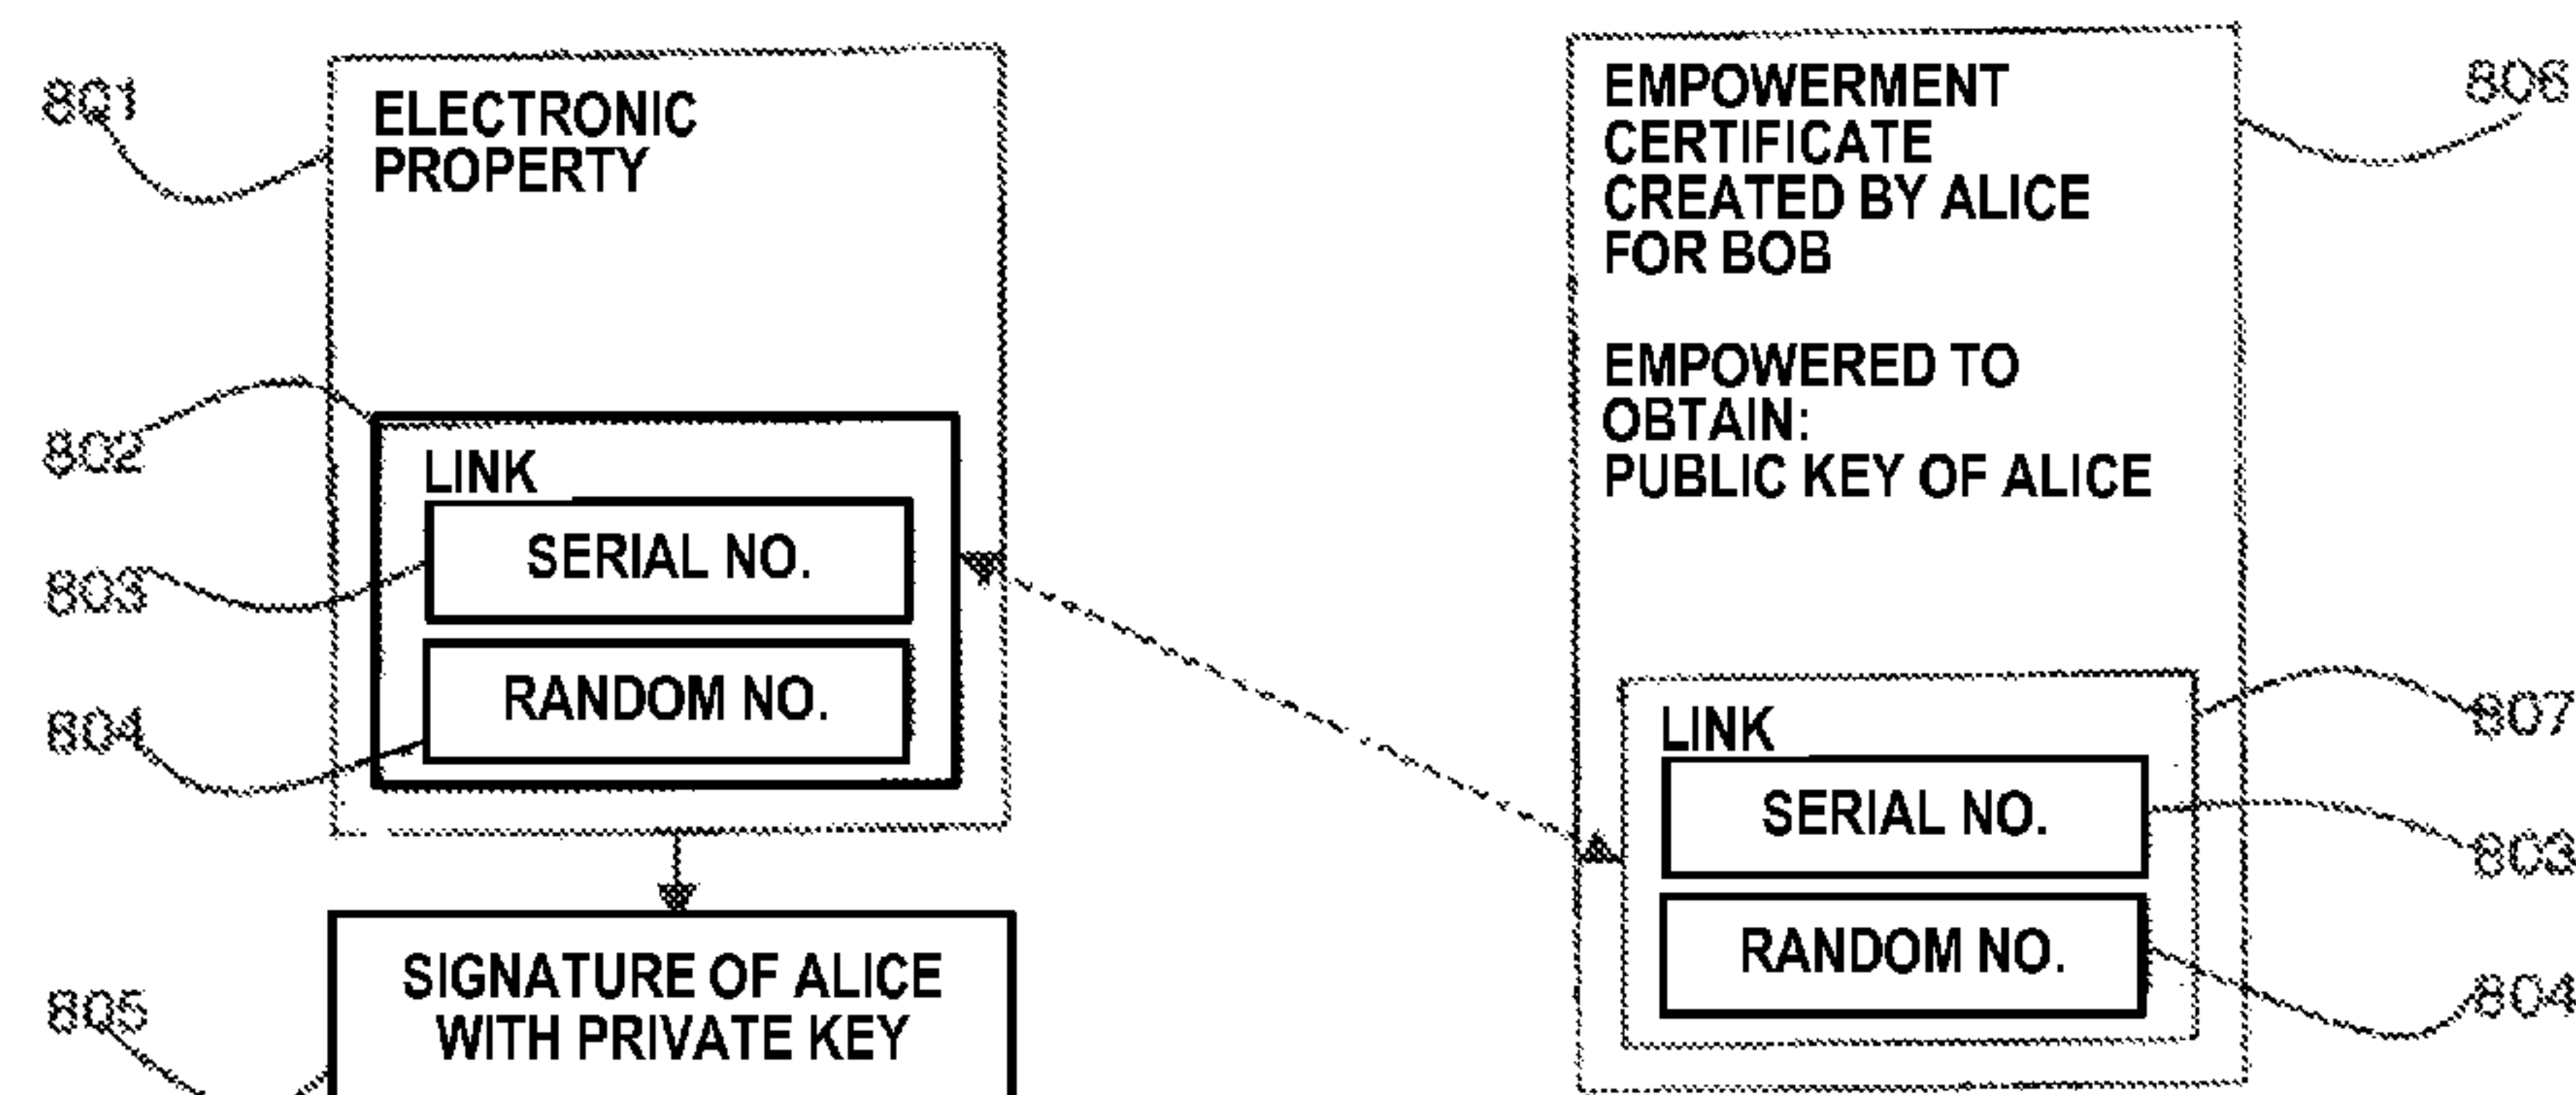 801
ELECTRONIC
PROPERTY
802
LINK
803
SERIAL NO.
804
RANDOM NO.
805
SIGNATURE OF ALICE
WITH PRIVATE KEY
806
EMPOWERMENT
CERTIFICATE
CREATED BY ALICE
FOR BOB
EMPOWERED TO
OBTAIN:
PUBLIC KEY OF ALICE
807
LINK
SERIAL NO.
803
RANDOM NO.
804